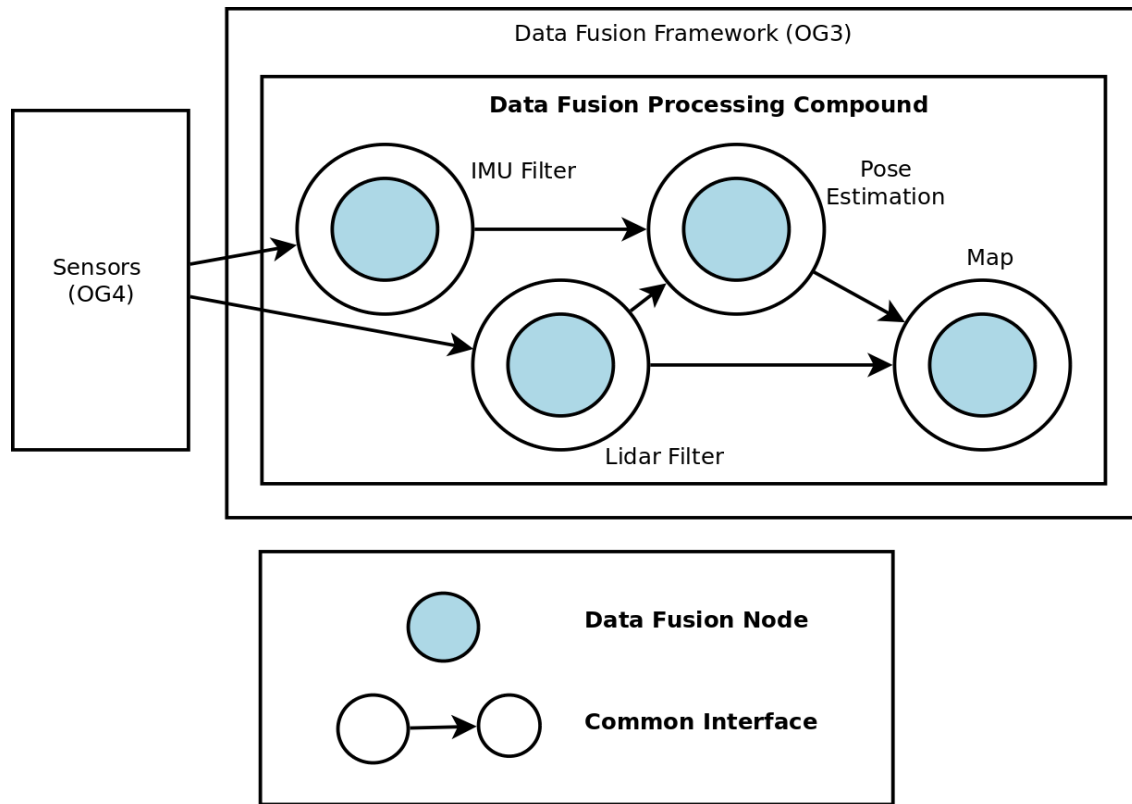 Data Fusion Framework (OG3)
Data Fusion Processing Compound
Sensors
(OG4)
IMU Filter
Pose
Estimation
Map
Lidar Filter
Data Fusion Node
Common Interface